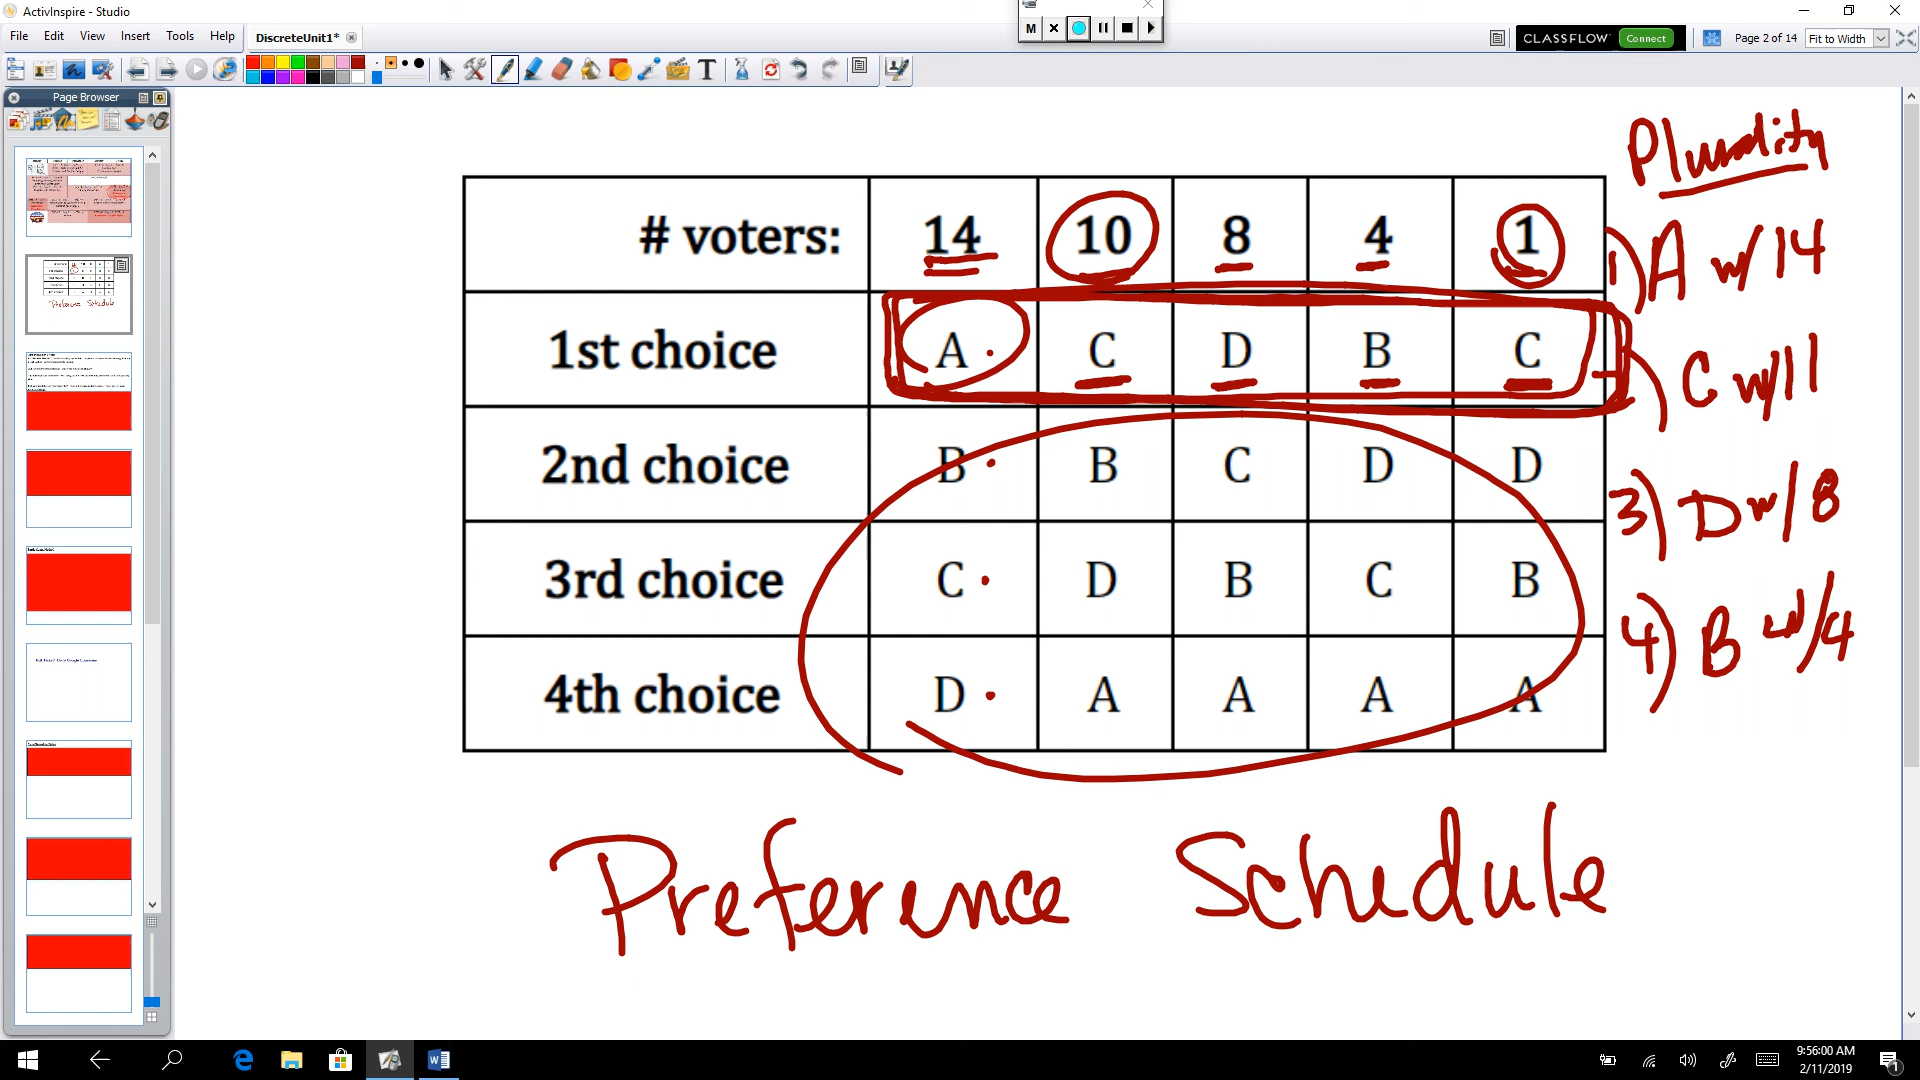 ActivInspire - Studio
File Edit View Insert Tools Help DiscreteUnit1*
M
CLASSFLOW Connect Page 2 of 14 Fit to Width
Page Browser
# voters: 14 10 8 4 1
1st choice A C D B C
2nd choice B B C D D
3rd choice C D B C B
4th choice D A A A A
Plurality
1) A w/ 14
) C w/ 11
3) D w/ 8
4) B w/ 4
Preference Schedule
9:56:00 AM
2/11/2019
1